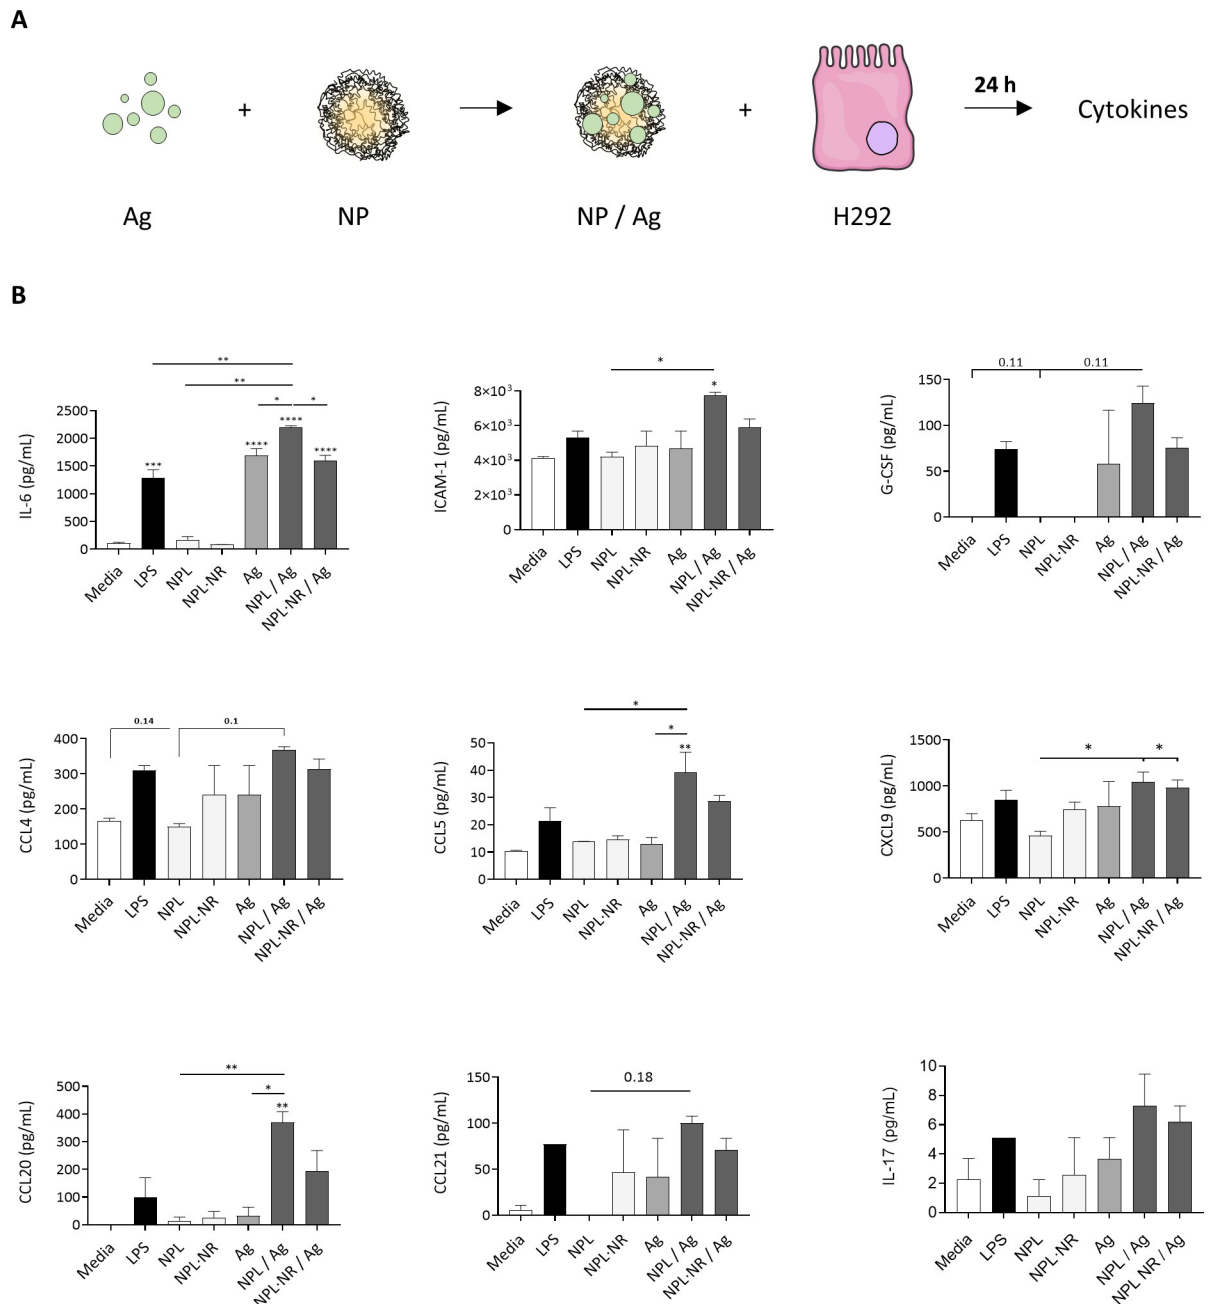 A
24 h
+
+
Cytokines
Ag
NP
NP / Ag
H292
B
**
**
*
*
***
****
****
****
IL-6 (pg/mL)
2500
2000
1500
1000
500
0
Media
LPS
NPL
NPL-NR
Ag
NPL / Ag
NPL-NR / Ag
*
*
ICAM-1 (pg/mL)
8×10³
6×10³
4×10³
2×10³
0
Media
LPS
NPL
NPL-NR
Ag
NPL / Ag
NPL-NR / Ag
0.11
0.11
G-CSF (pg/mL)
150
100
50
0
Media
LPS
NPL
NPL-NR
Ag
NPL / Ag
NPL-NR / Ag
0.14
0.1
CCL4 (pg/mL)
400
300
200
100
0
Media
LPS
NPL
NPL-NR
Ag
NPL / Ag
NPL-NR / Ag
*
*
**
CCL5 (pg/mL)
50
40
30
20
10
0
Media
LPS
NPL
NPL-NR
Ag
NPL / Ag
NPL-NR / Ag
*
*
CXCL9 (pg/mL)
1500
1000
500
0
Media
LPS
NPL
NPL-NR
Ag
NPL / Ag
NPL-NR / Ag
**
*
**
CCL20 (pg/mL)
500
400
300
200
100
0
Media
LPS
NPL
NPL-NR
Ag
NPL / Ag
NPL-NR / Ag
0.18
CCL21 (pg/mL)
150
100
50
0
Media
LPS
NPL
NPL-NR
Ag
NPL / Ag
NPL-NR / Ag
IL-17 (pg/mL)
10
8
6
4
2
0
Media
LPS
NPL
NPL-NR
Ag
NPL / Ag
NPL NR / Ag